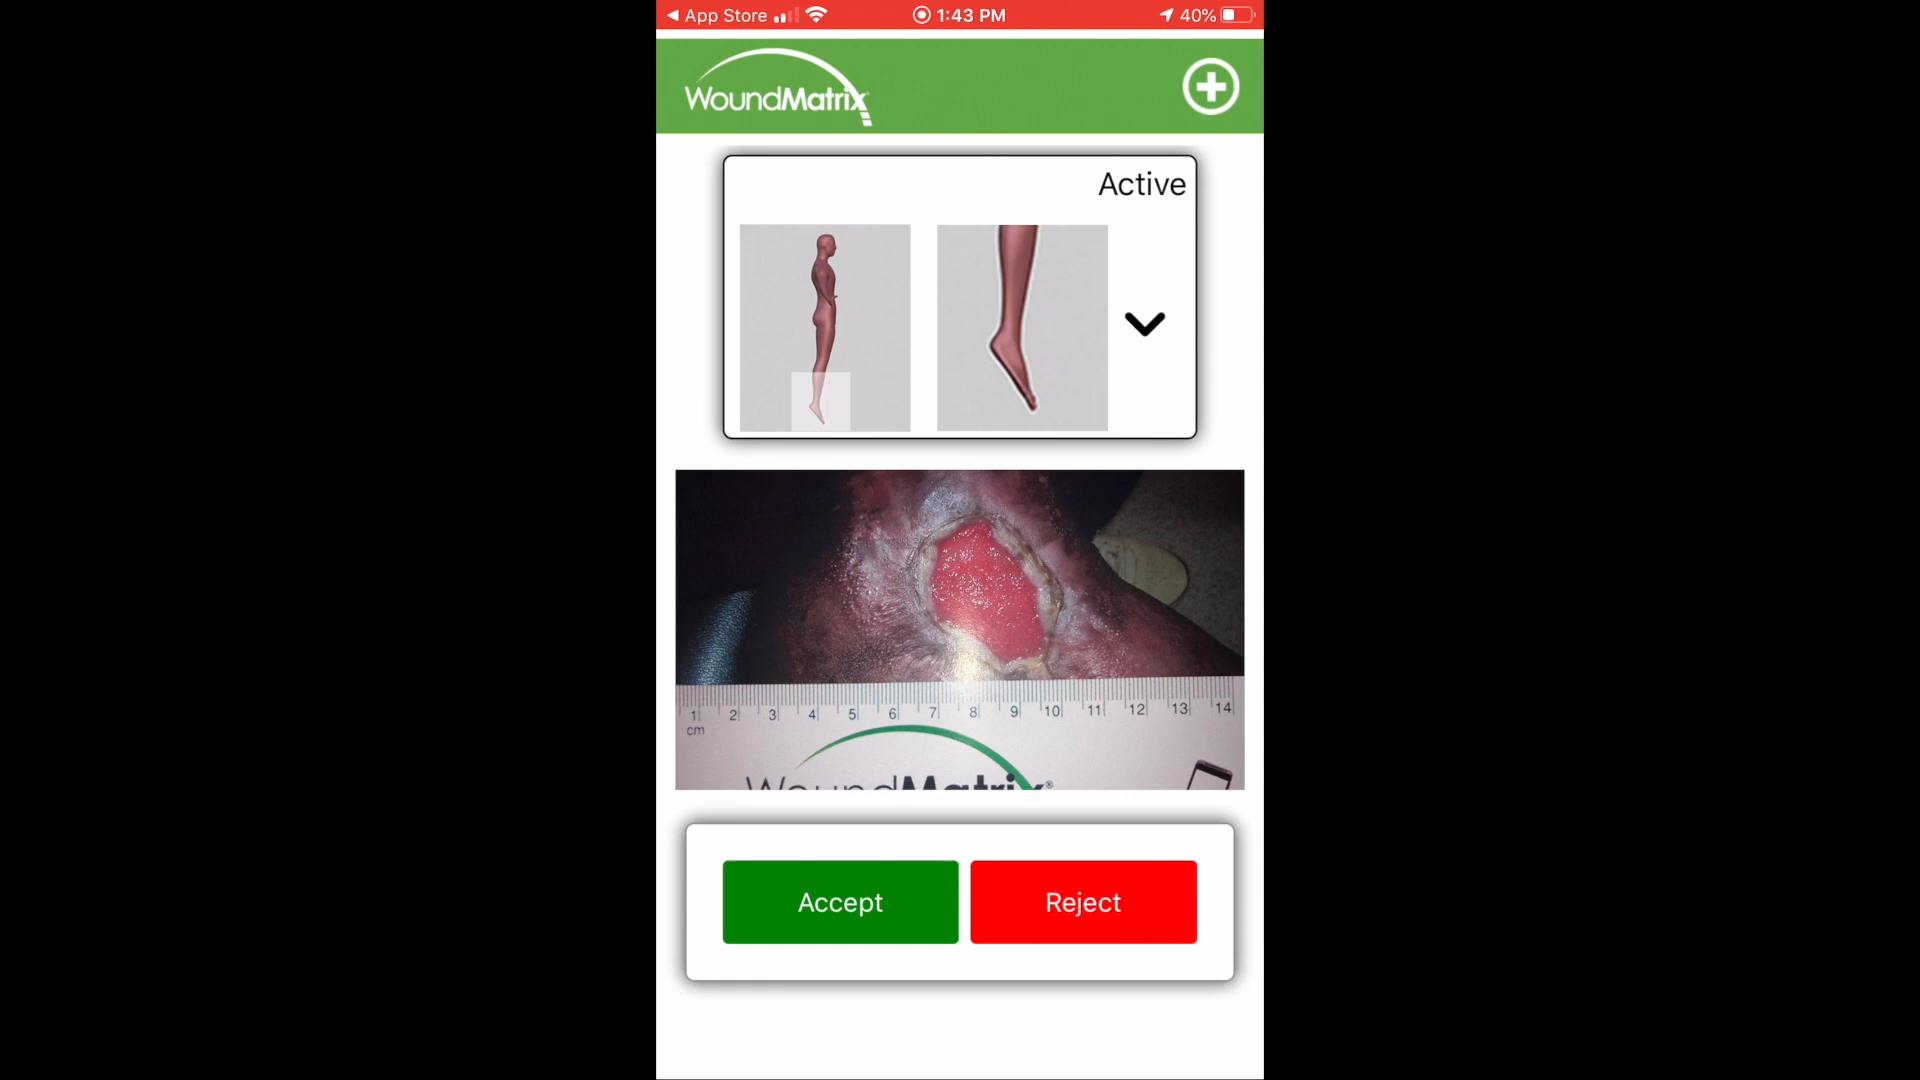 App Store 1:43 PM 40%
WoundMatrix
Active
1 2 3 4 5 6 7 8 9 10 11 12 13 14
cm
WoundMatrix®
Accept Reject